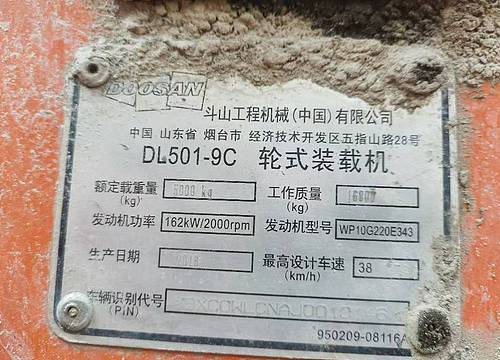 DOOSAN
斗山工程机械(中国)有限公司
中国 山东省 烟台市 经济技术开发区五指山路28号
DL501-9C 轮式装载机
额定载重量 (kg) 5000 kg 工作质量 (kg)
发动机功率 162kW/2000rpm 发动机型号 WP10G220E343
生产日期 2018 最高设计车速 (km/h) 38
车辆识别代号 (PIN)
950209-08116A